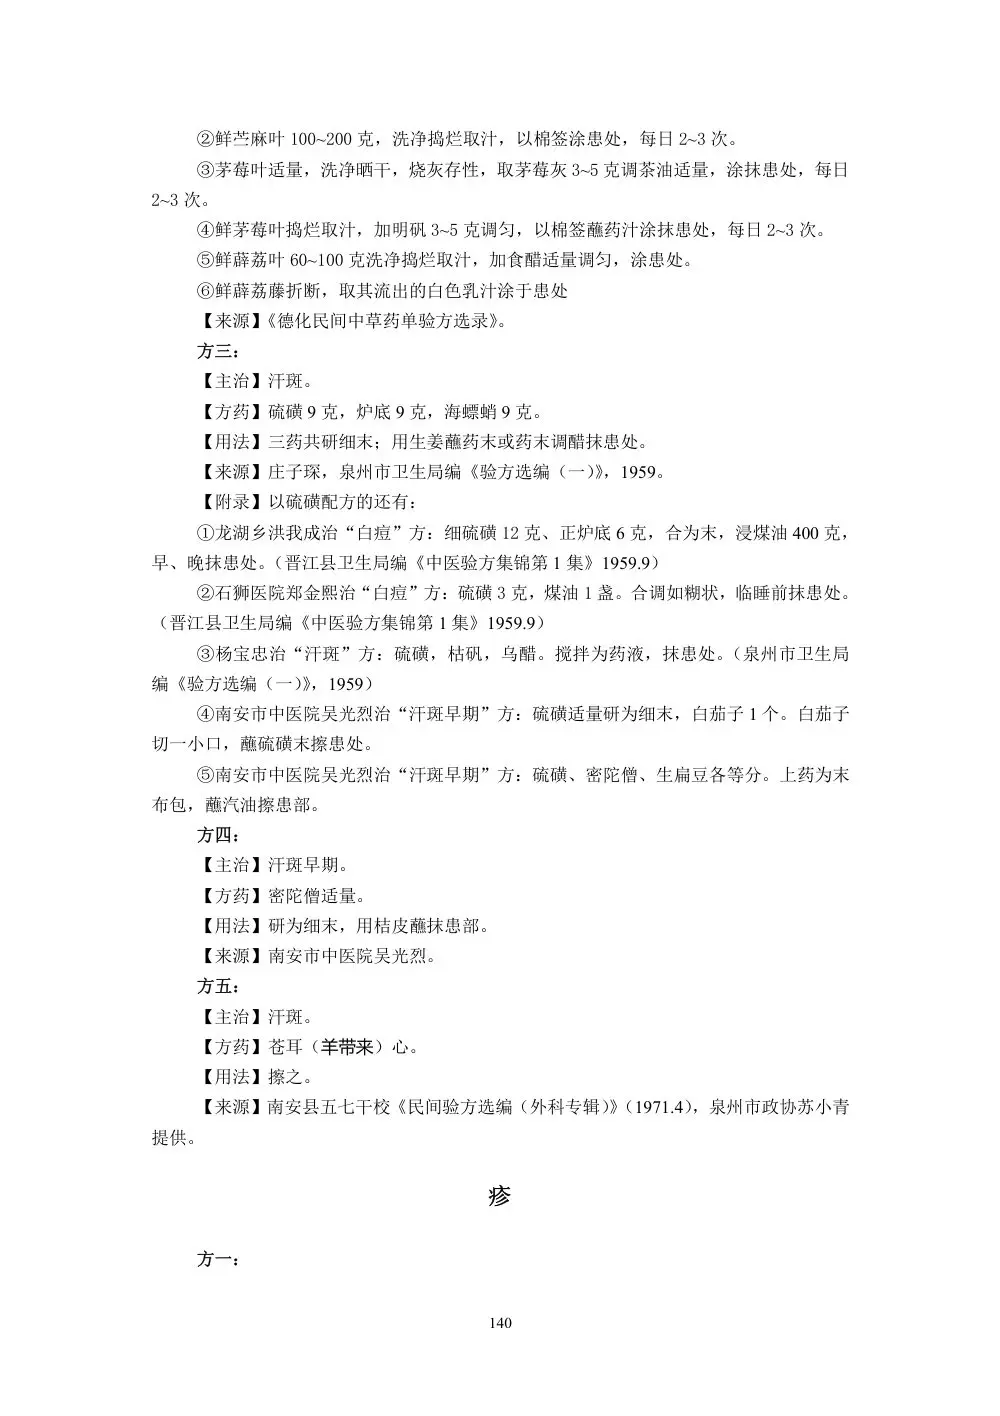 ②鲜苎麻叶 100~200 克，洗净捣烂取汁，以棉签涂患处，每日 2~3 次。
③茅莓叶适量，洗净晒干，烧灰存性，取茅莓灰 3~5 克调茶油适量，涂抹患处，每日
2~3 次。
④鲜茅莓叶捣烂取汁，加明矾 3~5 克调匀，以棉签蘸药汁涂抹患处，每日 2~3 次。
⑤鲜薜荔叶 60~100 克洗净捣烂取汁，加食醋适量调匀，涂患处。
⑥鲜薜荔藤折断，取其流出的白色乳汁涂于患处
【来源】《德化民间中草药单验方选录》。
方三：
【主治】汗斑。
【方药】硫磺 9 克，炉底 9 克，海螵蛸 9 克。
【用法】三药共研细末；用生姜蘸药末或药末调醋抹患处。
【来源】庄子琛，泉州市卫生局编《验方选编（一）》，1959。
【附录】以硫磺配方的还有：
①龙湖乡洪我成治“白痘”方：细硫磺 12 克、正炉底 6 克，合为末，浸煤油 400 克，
早、晚抹患处。（晋江县卫生局编《中医验方集锦第 1 集》1959.9）
②石狮医院郑金熙治“白痘”方：硫磺 3 克，煤油 1 盏。合调如糊状，临睡前抹患处。
（晋江县卫生局编《中医验方集锦第 1 集》1959.9）
③杨宝忠治“汗斑”方：硫磺，枯矾，乌醋。搅拌为药液，抹患处。（泉州市卫生局
编《验方选编（一）》，1959）
④南安市中医院吴光烈治“汗斑早期”方：硫磺适量研为细末，白茄子 1 个。白茄子
切一小口，蘸硫磺末擦患处。
⑤南安市中医院吴光烈治“汗斑早期”方：硫磺、密陀僧、生扁豆各等分。上药为末
布包，蘸汽油擦患部。
方四：
【主治】汗斑早期。
【方药】密陀僧适量。
【用法】研为细末，用桔皮蘸抹患部。
【来源】南安市中医院吴光烈。
方五：
【主治】汗斑。
【方药】苍耳（羊带来）心。
【用法】擦之。
【来源】南安县五七干校《民间验方选编（外科专辑）》（1971.4），泉州市政协苏小青
提供。
疹
方一：
140